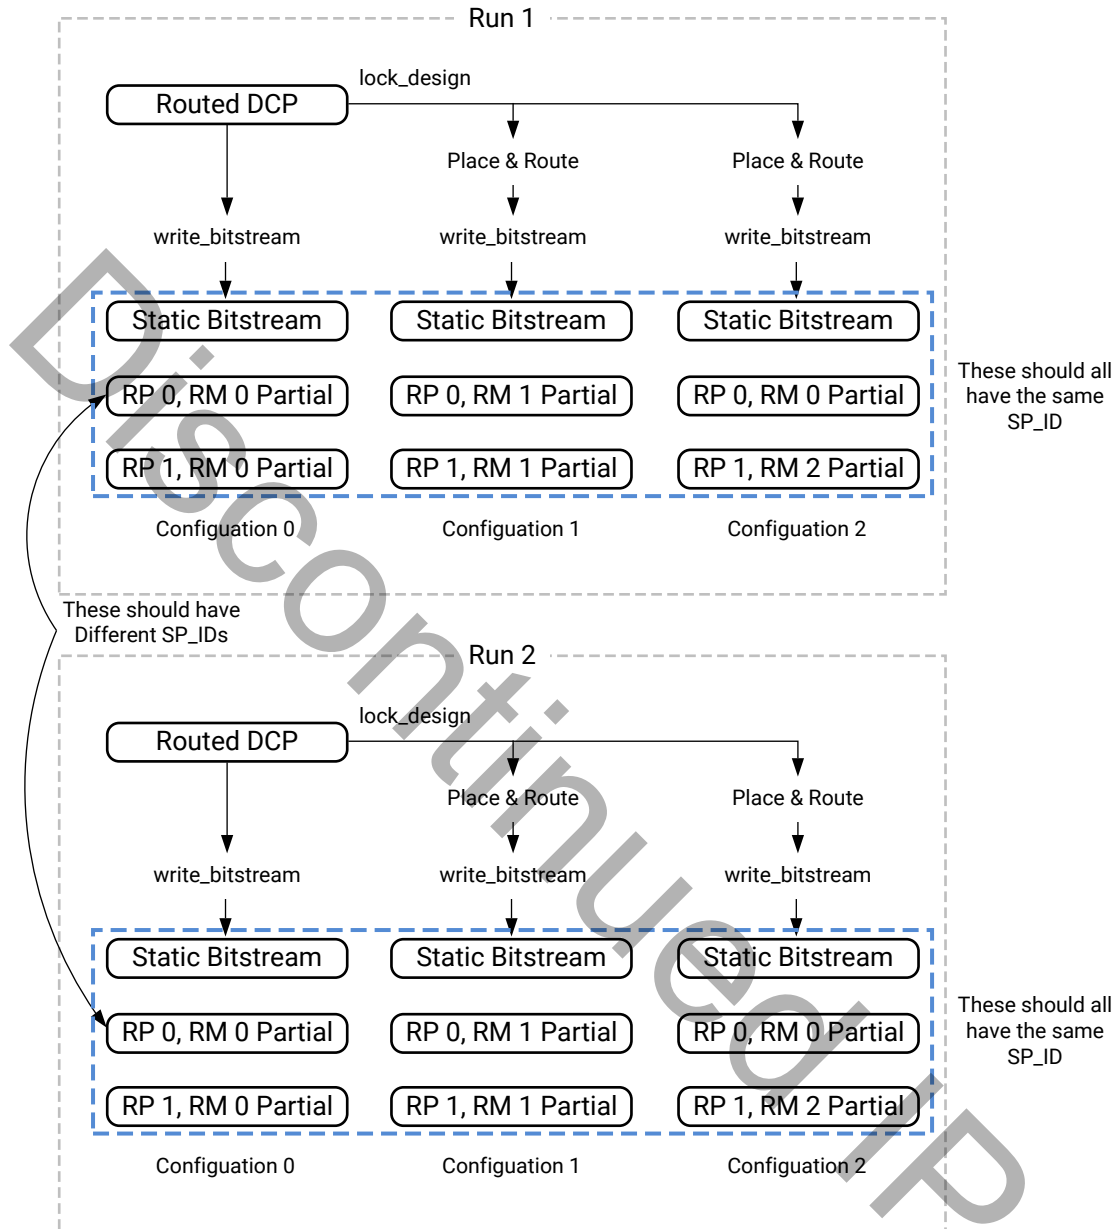 Run 1
lock_design
Routed DCP
Place & Route
Place & Route
write_bitstream
write_bitstream
write_bitstream
Static Bitstream
Static Bitstream
Static Bitstream
RP 0, RM 0 Partial
RP 0, RM 1 Partial
RP 0, RM 0 Partial
These should all
have the same
SP_ID
RP 1, RM 0 Partial
RP 1, RM 1 Partial
RP 1, RM 2 Partial
Configuation 0
Configuation 1
Configuation 2
These should have
Different SP_IDs
Run 2
lock_design
Routed DCP
Place & Route
Place & Route
write_bitstream
write_bitstream
write_bitstream
Static Bitstream
Static Bitstream
Static Bitstream
RP 0, RM 0 Partial
RP 0, RM 1 Partial
RP 0, RM 0 Partial
These should all
have the same
SP_ID
RP 1, RM 0 Partial
RP 1, RM 1 Partial
RP 1, RM 2 Partial
Configuation 0
Configuation 1
Configuation 2
Discontinued IP